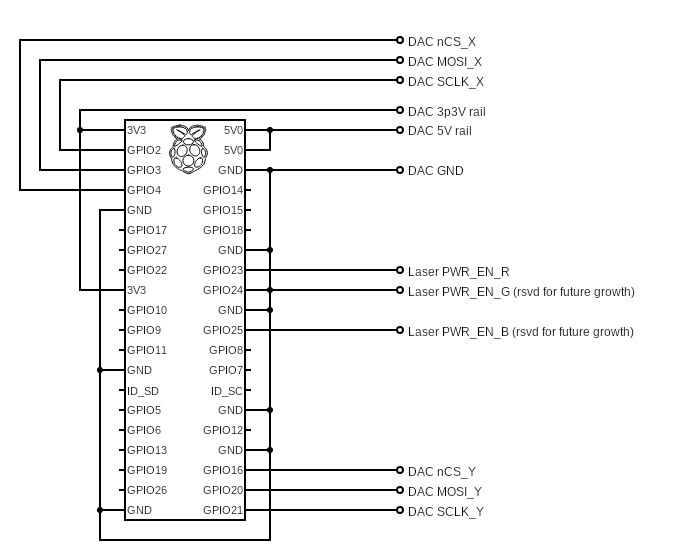 DAC nCS_X
DAC MOSI_X
DAC SCLK_X
DAC 3p3V rail
3V3 5V0 DAC 5V rail
GPIO2 5V0
GPIO3 GND DAC GND
GPIO4 GPIO14
GND GPIO15
GPIO17 GPIO18
GPIO27 GND
GPIO22 GPIO23 Laser PWR_EN_R
3V3 GPIO24 Laser PWR_EN_G (rsvd for future growth)
GPIO10 GND
GPIO9 GPIO25 Laser PWR_EN_B (rsvd for future growth)
GPIO11 GPIO8
GND GPIO7
ID_SD ID_SC
GPIO5 GND
GPIO6 GPIO12
GPIO13 GND
GPIO19 GPIO16 DAC nCS_Y
GPIO26 GPIO20 DAC MOSI_Y
GND GPIO21 DAC SCLK_Y